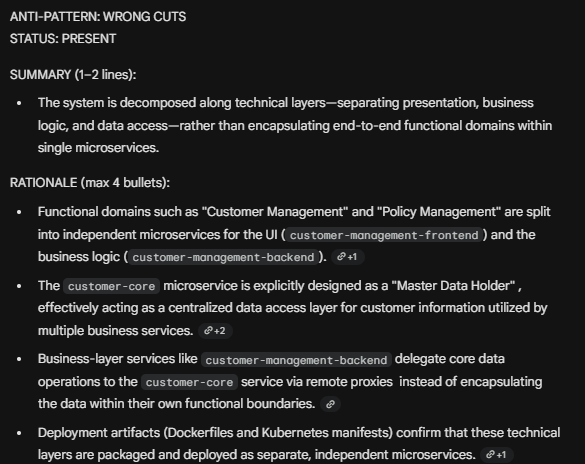 ANTI-PATTERN: WRONG CUTS
STATUS: PRESENT
SUMMARY (1–2 lines):
• The system is decomposed along technical layers—separating presentation, business
logic, and data access—rather than encapsulating end-to-end functional domains within
single microservices.
RATIONALE (max 4 bullets):
• Functional domains such as "Customer Management" and "Policy Management" are split
into independent microservices for the UI ( customer-management-frontend ) and the
business logic ( customer-management-backend ). +1
• The customer-core microservice is explicitly designed as a "Master Data Holder" ,
effectively acting as a centralized data access layer for customer information utilized by
multiple business services. +2
• Business-layer services like customer-management-backend delegate core data
operations to the customer-core service via remote proxies instead of encapsulating
the data within their own functional boundaries.
• Deployment artifacts (Dockerfiles and Kubernetes manifests) confirm that these technical
layers are packaged and deployed as separate, independent microservices. +1